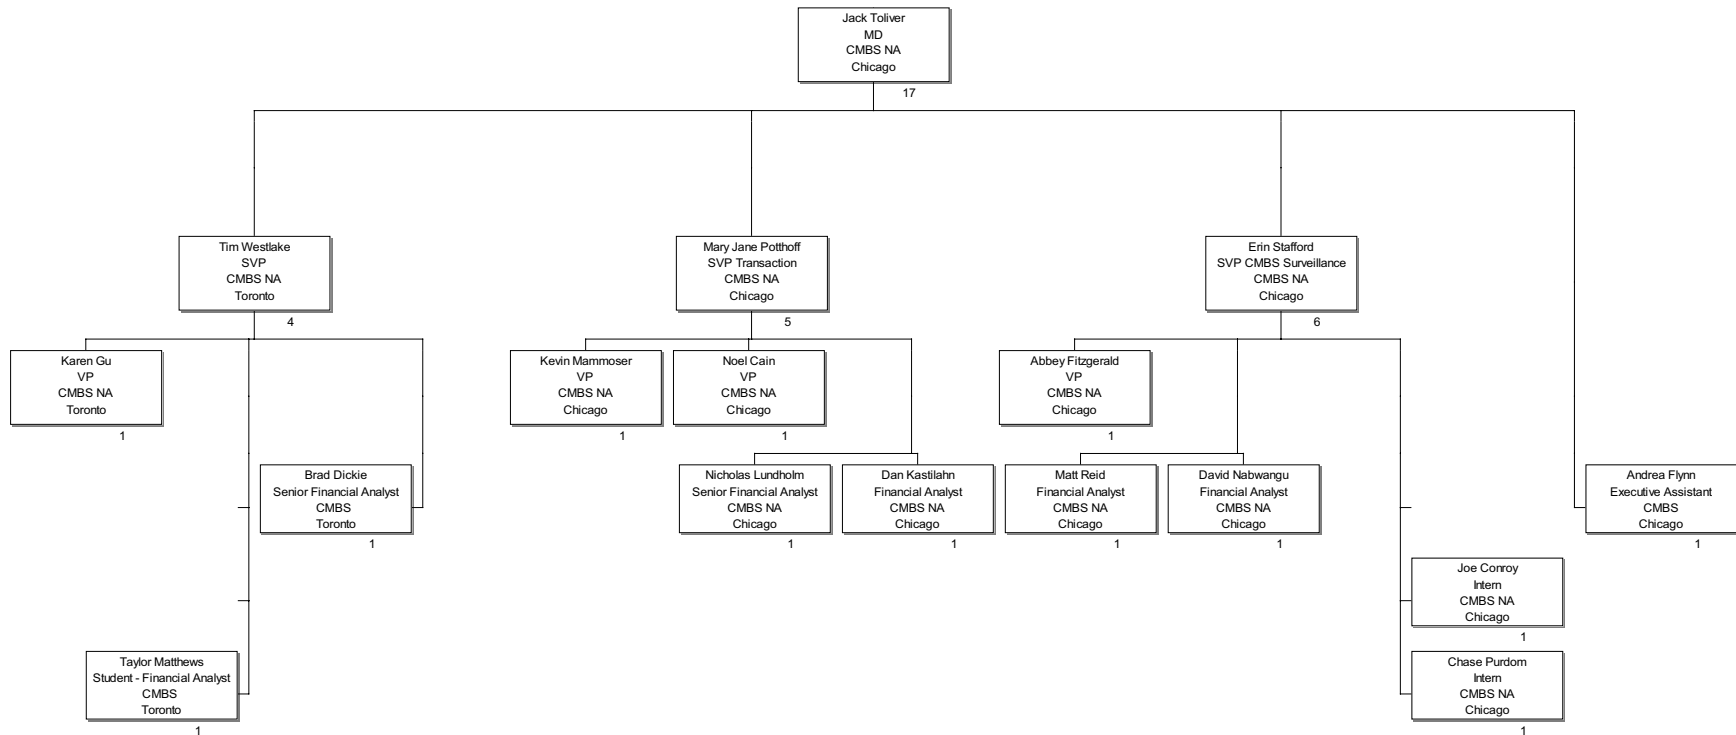 Jack Toliver
MD
CMBS NA
Chicago
17
Tim Westlake
SVP
CMBS NA
Toronto
4
Mary Jane Potthoff
SVP Transaction
CMBS NA
Chicago
5
Erin Stafford
SVP CMBS Surveillance
CMBS NA
Chicago
6
Karen Gu
VP
CMBS NA
Toronto
1
Kevin Mammoser
VP
CMBS NA
Chicago
1
Noel Cain
VP
CMBS NA
Chicago
1
Abbey Fitzgerald
VP
CMBS NA
Chicago
1
Brad Dickie
Senior Financial Analyst
CMBS
Toronto
1
Nicholas Lundholm
Senior Financial Analyst
CMBS NA
Chicago
1
Dan Kastilahn
Financial Analyst
CMBS NA
Chicago
1
Matt Reid
Financial Analyst
CMBS NA
Chicago
1
David Nabwangu
Financial Analyst
CMBS NA
Chicago
1
Andrea Flynn
Executive Assistant
CMBS
Chicago
1
Joe Conroy
Intern
CMBS NA
Chicago
1
Taylor Matthews
Student - Financial Analyst
CMBS
Toronto
1
Chase Purdom
Intern
CMBS NA
Chicago
1